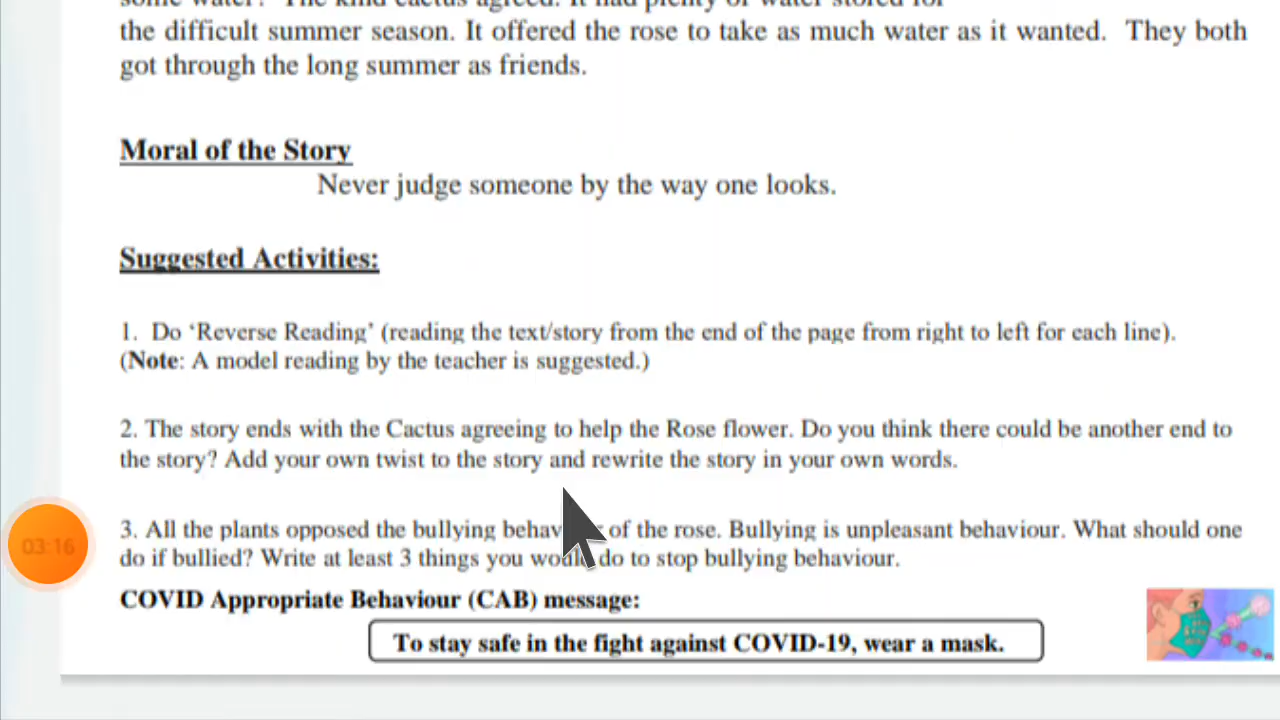 the difficult summer season. It offered the rose to take as much water as it wanted. They both
got through the long summer as friends.
Moral of the Story
Never judge someone by the way one looks.
Suggested Activities:
1. Do ‘Reverse Reading’ (reading the text/story from the end of the page from right to left for each line).
(Note: A model reading by the teacher is suggested.)
2. The story ends with the Cactus agreeing to help the Rose flower. Do you think there could be another end to
the story? Add your own twist to the story and rewrite the story in your own words.
3. All the plants opposed the bullying of the rose. Bullying is unpleasant behaviour. What should one
do if bullied? Write at least 3 things you would do to stop bullying behaviour.
03:16
COVID Appropriate Behaviour (CAB) message:
To stay safe in the fight against COVID-19, wear a mask.